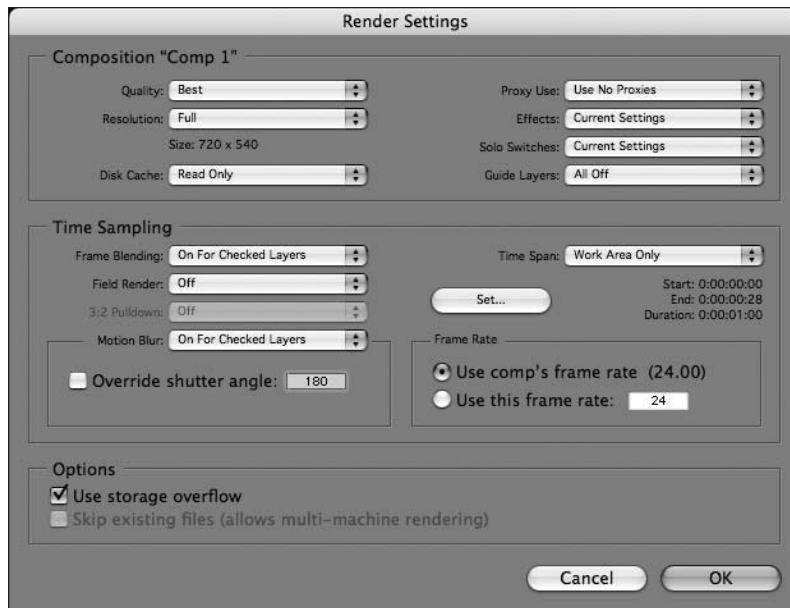 Render Settings
Composition “Comp 1”
Quality: Best
Resolution: Full
Size: 720 x 540
Disk Cache: Read Only
Proxy Use: Use No Proxies
Effects: Current Settings
Solo Switches: Current Settings
Guide Layers: All Off
Time Sampling
Frame Blending: On For Checked Layers
Field Render: Off
3:2 Pulldown: Off
Motion Blur: On For Checked Layers
Override shutter angle: 180
Time Span: Work Area Only
Set...
Start: 0:00:00:00
End: 0:00:00:28
Duration: 0:00:01:00
Frame Rate
Use comp's frame rate (24.00)
Use this frame rate: 24
Options
Use storage overflow
Skip existing files (allows multi-machine rendering)
Cancel
OK